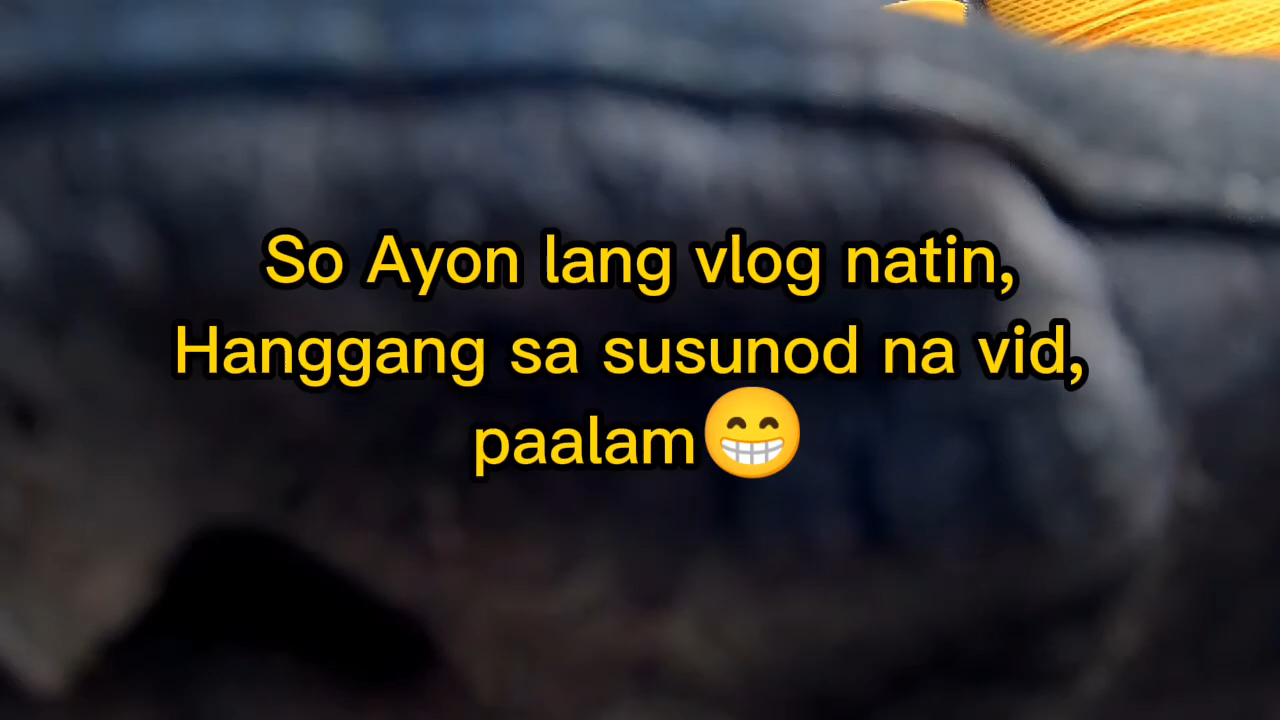 So Ayon lang vlog natin,
Hanggang sa susunod na vid,
paalam😁